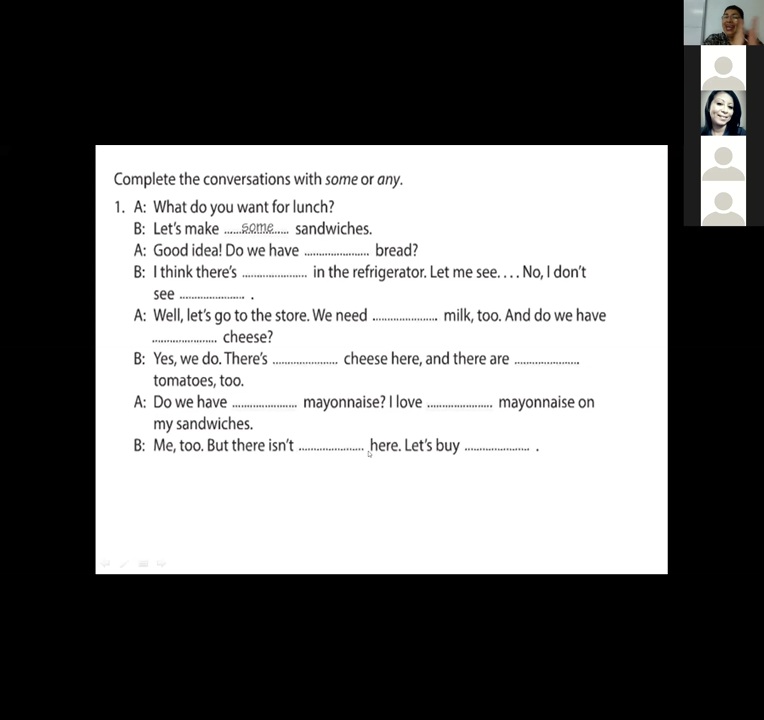 Complete the conversations with some or any.
1. A: What do you want for lunch?
B: Let's make ......some...... sandwiches.
A: Good idea! Do we have ...................... bread?
B: I think there's ...................... in the refrigerator. Let me see. . . . No, I don't
see ...................... .
A: Well, let's go to the store. We need ...................... milk, too. And do we have
...................... cheese?
B: Yes, we do. There's ...................... cheese here, and there are ......................
tomatoes, too.
A: Do we have ...................... mayonnaise? I love ...................... mayonnaise on
my sandwiches.
B: Me, too. But there isn't ...................... here. Let's buy ...................... .